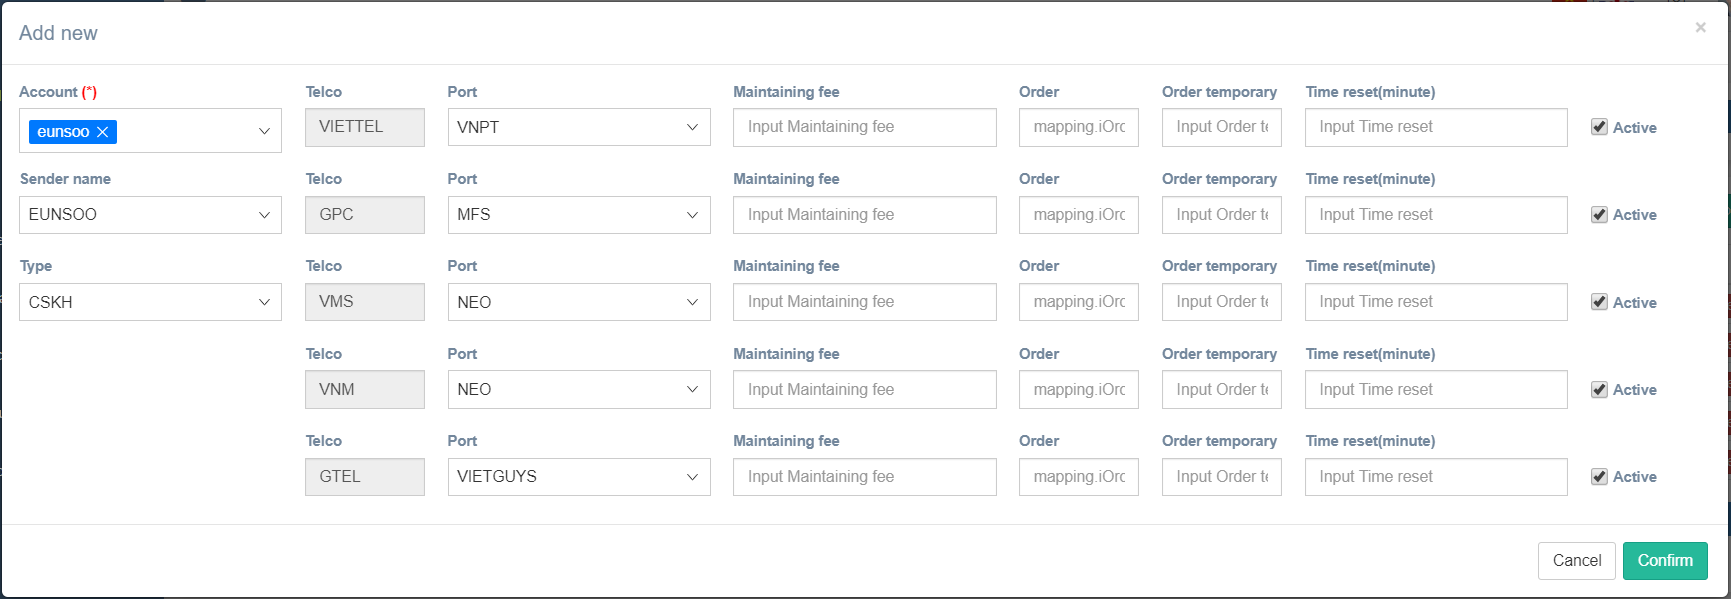 Add new ×
Account (*) Telco Port Maintaining fee Order Order temporary Time reset(minute)
eunsoo × VIETTEL VNPT Input Maintaining fee mapping.iOrc Input Order te Input Time reset Active
Sender name Telco Port Maintaining fee Order Order temporary Time reset(minute)
EUNSOO GPC MFS Input Maintaining fee mapping.iOrc Input Order te Input Time reset Active
Type Telco Port Maintaining fee Order Order temporary Time reset(minute)
CSKH VMS NEO Input Maintaining fee mapping.iOrc Input Order te Input Time reset Active
Telco Port Maintaining fee Order Order temporary Time reset(minute)
VNM NEO Input Maintaining fee mapping.iOrc Input Order te Input Time reset Active
Telco Port Maintaining fee Order Order temporary Time reset(minute)
GTEL VIETGUYS Input Maintaining fee mapping.iOrc Input Order te Input Time reset Active
Cancel Confirm